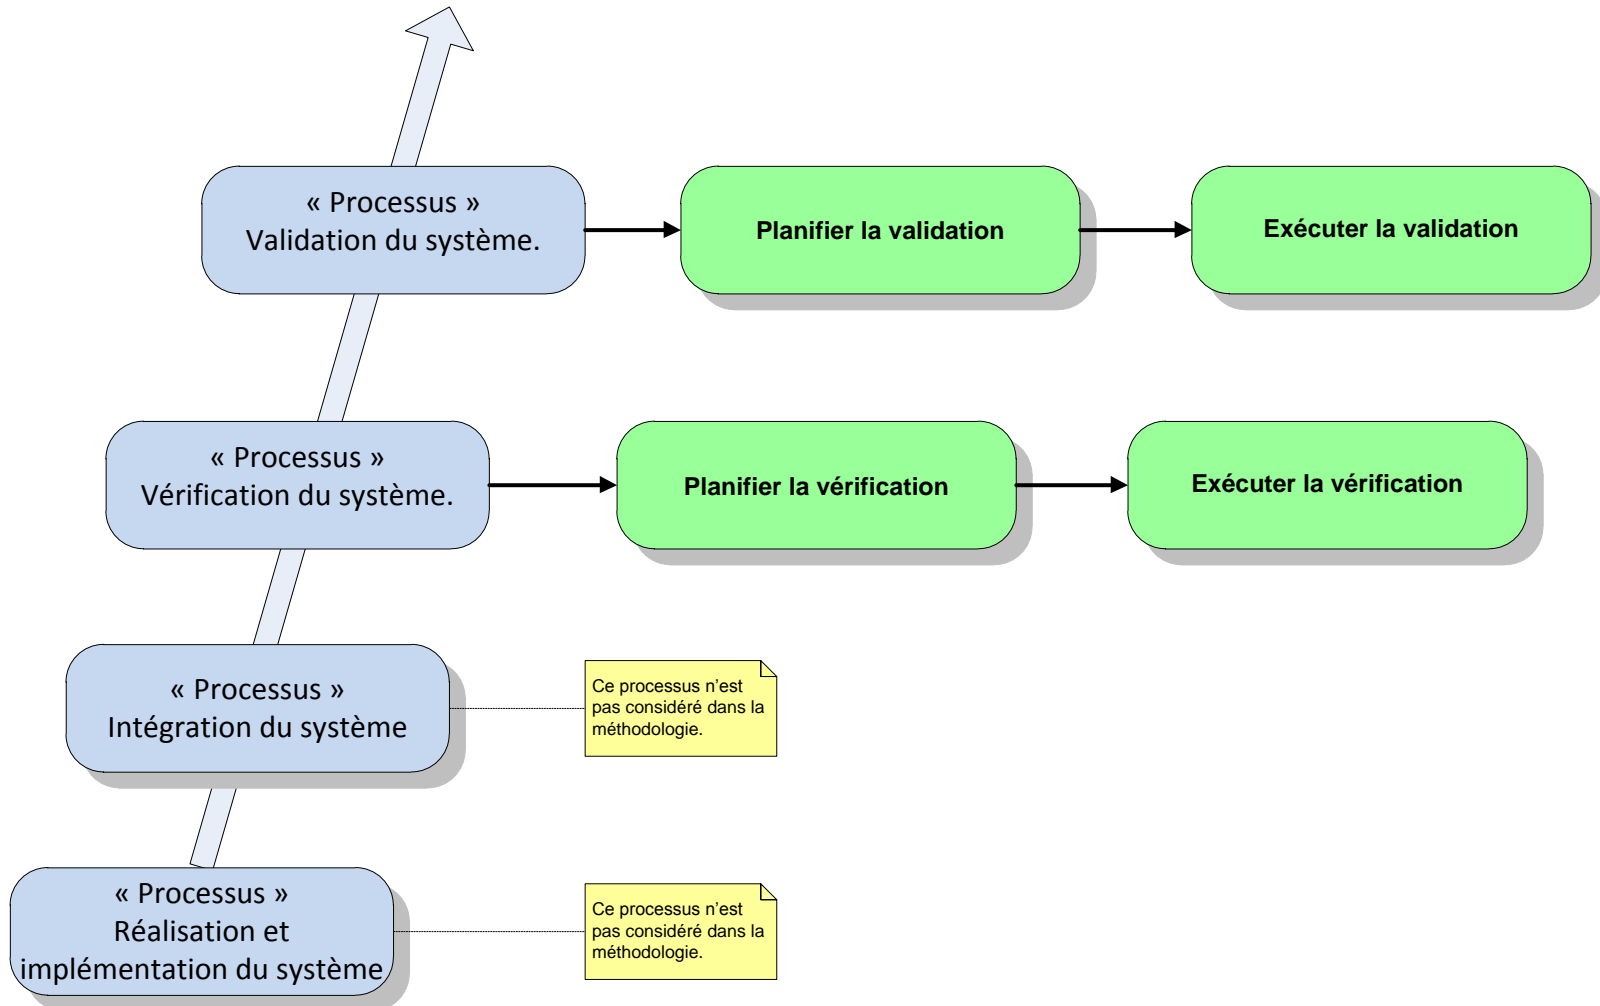 « Processus »
Validation du système.
Planifier la validation
Exécuter la validation
« Processus »
Vérification du système.
Planifier la vérification
Exécuter la vérification
« Processus »
Intégration du système
Ce processus n’est
pas considéré dans la
méthodologie.
« Processus »
Réalisation et
implémentation du système
Ce processus n’est
pas considéré dans la
méthodologie.